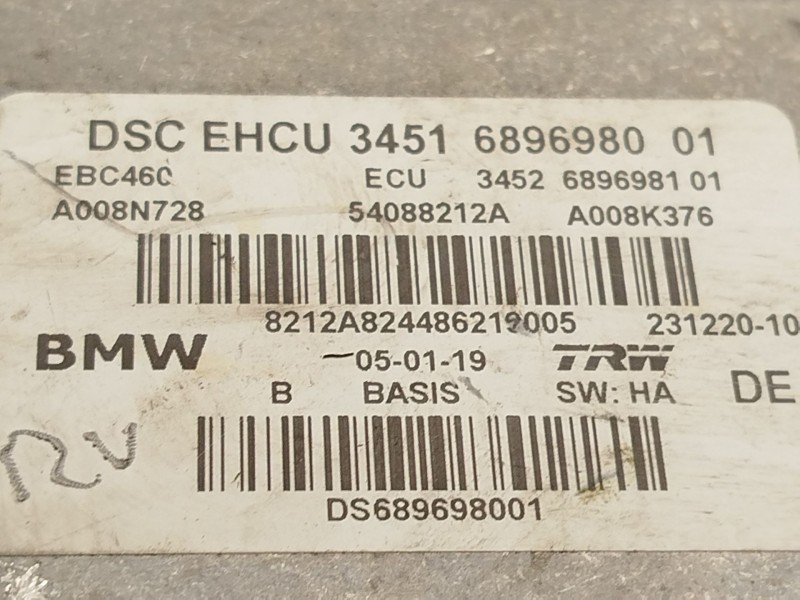 DSC EHCU 3451 6896980 01
EBC460 ECU 3452 6896981 01
A008N728 54088212A A008K376
8212A824486219005 231220-10
BMW 05-01-19 TRW
B BASIS SW: HA DE
DS689698001